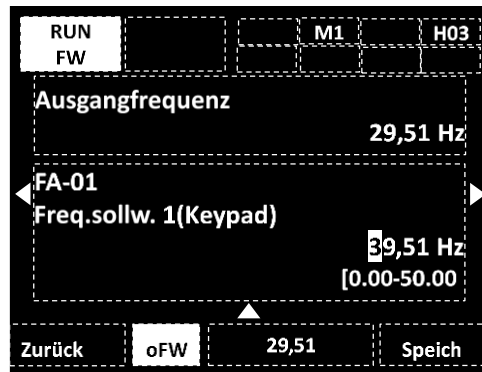 RUN
FW
M1
H03
Ausgangfrequenz
29,51 Hz
FA-01
Freq.sollw. 1(Keypad)
39,51 Hz
[0.00-50.00
Zurück
oFW
29,51
Speich